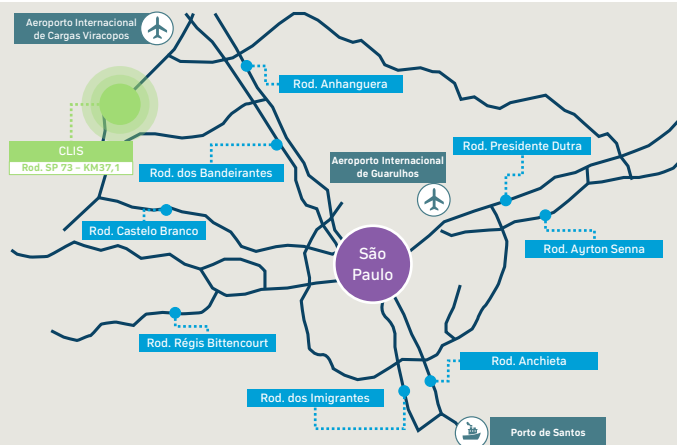 Aeroporto Internacional
de Cargas Viracopos
Rod. Anhanguera
CLIS
Rod. SP 73 – KM37,1
Rod. dos Bandeirantes
Aeroporto Internacional
de Guarulhos
Rod. Presidente Dutra
Rod. Castelo Branco
Rod. Ayrton Senna
São
Paulo
Rod. Régis Bittencourt
Rod. Anchieta
Rod. dos Imigrantes
Porto de Santos